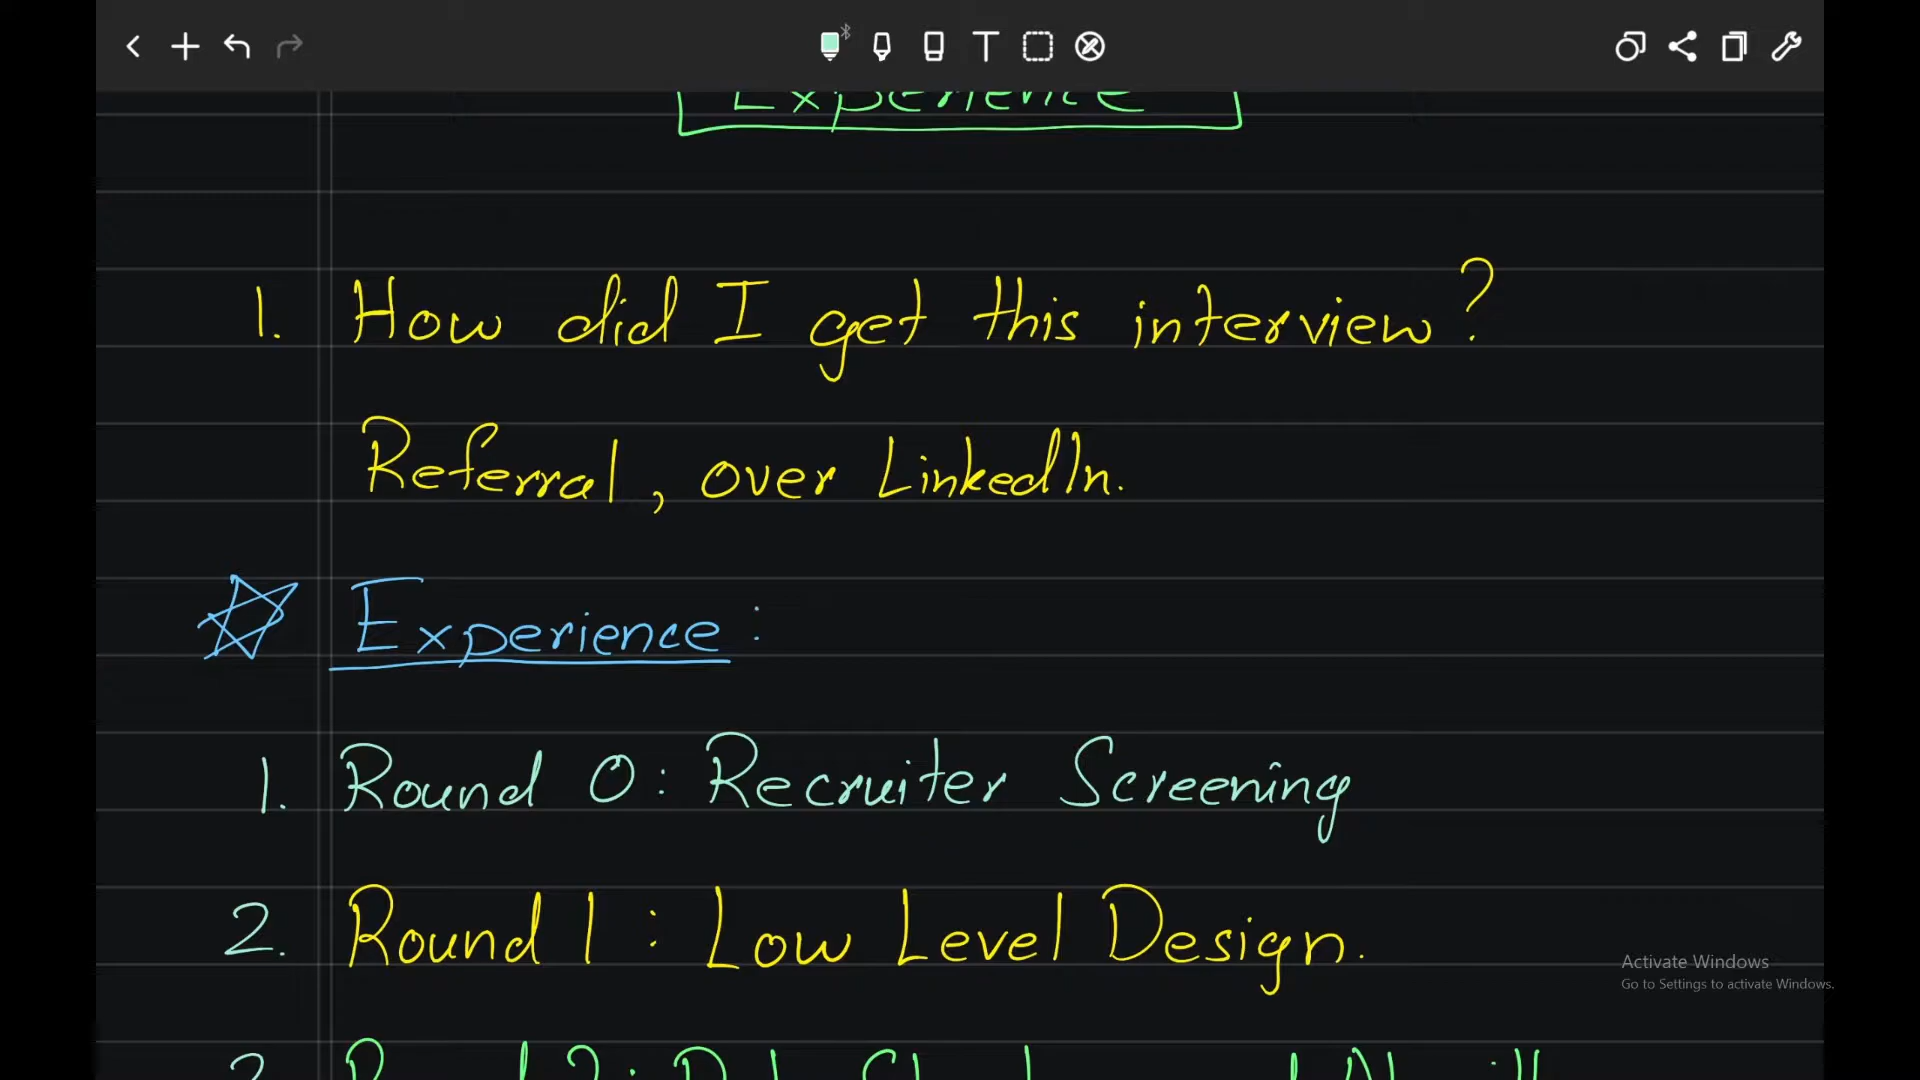 Experience
1. How did I get this interview?
Referral, over LinkedIn.
Experience:
1. Round 0: Recruiter Screening
2. Round 1: Low Level Design.
Activate Windows
Go to Settings to activate Windows.